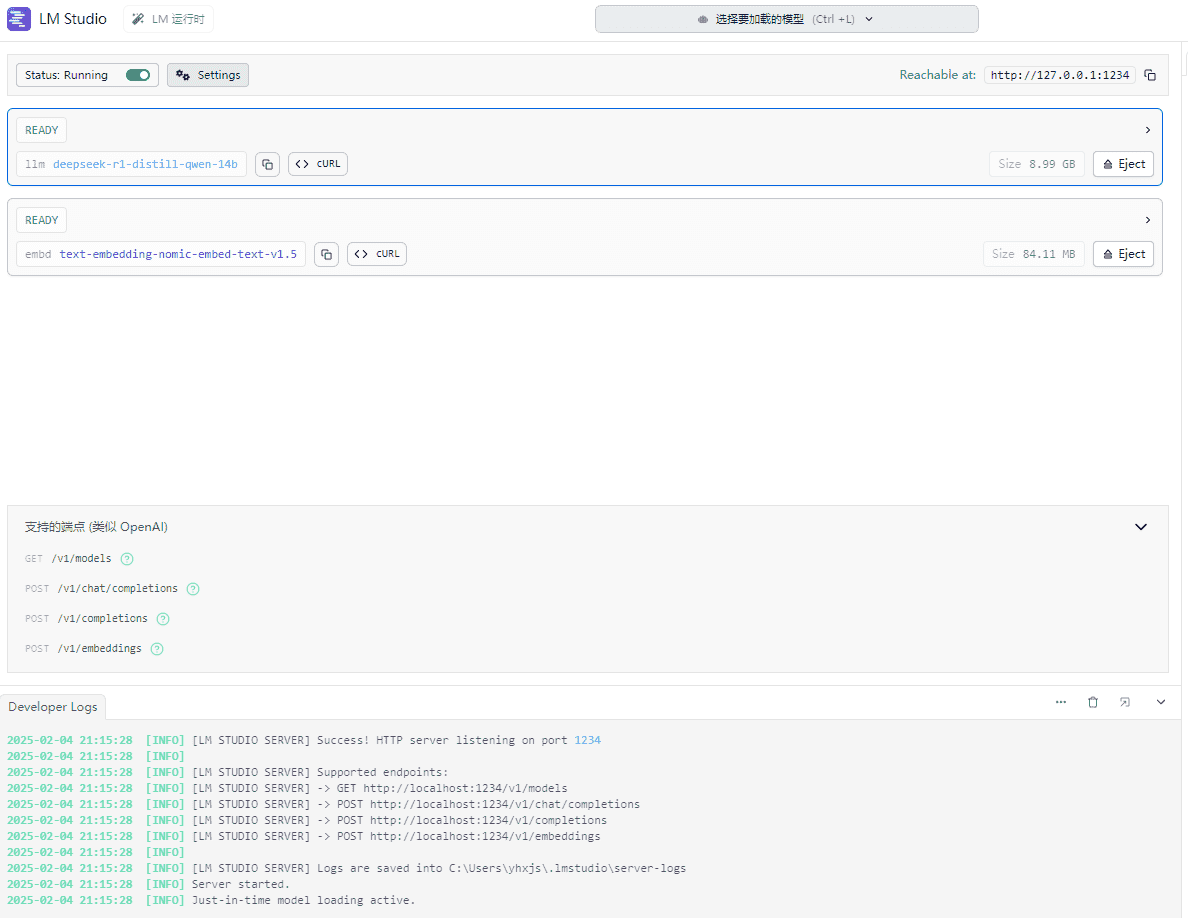 LM Studio LM 运行时 选择要加载的模型 (Ctrl +L)
Status: Running Settings Reachable at: http://127.0.0.1:1234
READY
llm deepseek-r1-distill-qwen-14b cURL Size 8.99 GB Eject
READY
embd text-embedding-nomic-embed-text-v1.5 cURL Size 84.11 MB Eject
支持的端点 (类似 OpenAI)
GET /v1/models ?
POST /v1/chat/completions ?
POST /v1/completions ?
POST /v1/embeddings ?
Developer Logs
2025-02-04 21:15:28 [INFO] [LM STUDIO SERVER] Success! HTTP server listening on port 1234
2025-02-04 21:15:28 [INFO]
2025-02-04 21:15:28 [INFO] [LM STUDIO SERVER] Supported endpoints:
2025-02-04 21:15:28 [INFO] [LM STUDIO SERVER] -> GET http://localhost:1234/v1/models
2025-02-04 21:15:28 [INFO] [LM STUDIO SERVER] -> POST http://localhost:1234/v1/chat/completions
2025-02-04 21:15:28 [INFO] [LM STUDIO SERVER] -> POST http://localhost:1234/v1/completions
2025-02-04 21:15:28 [INFO] [LM STUDIO SERVER] -> POST http://localhost:1234/v1/embeddings
2025-02-04 21:15:28 [INFO]
2025-02-04 21:15:28 [INFO] [LM STUDIO SERVER] Logs are saved into C:\Users\yhxjs\.lmstudio\server-logs
2025-02-04 21:15:28 [INFO] Server started.
2025-02-04 21:15:28 [INFO] Just-in-time model loading active.